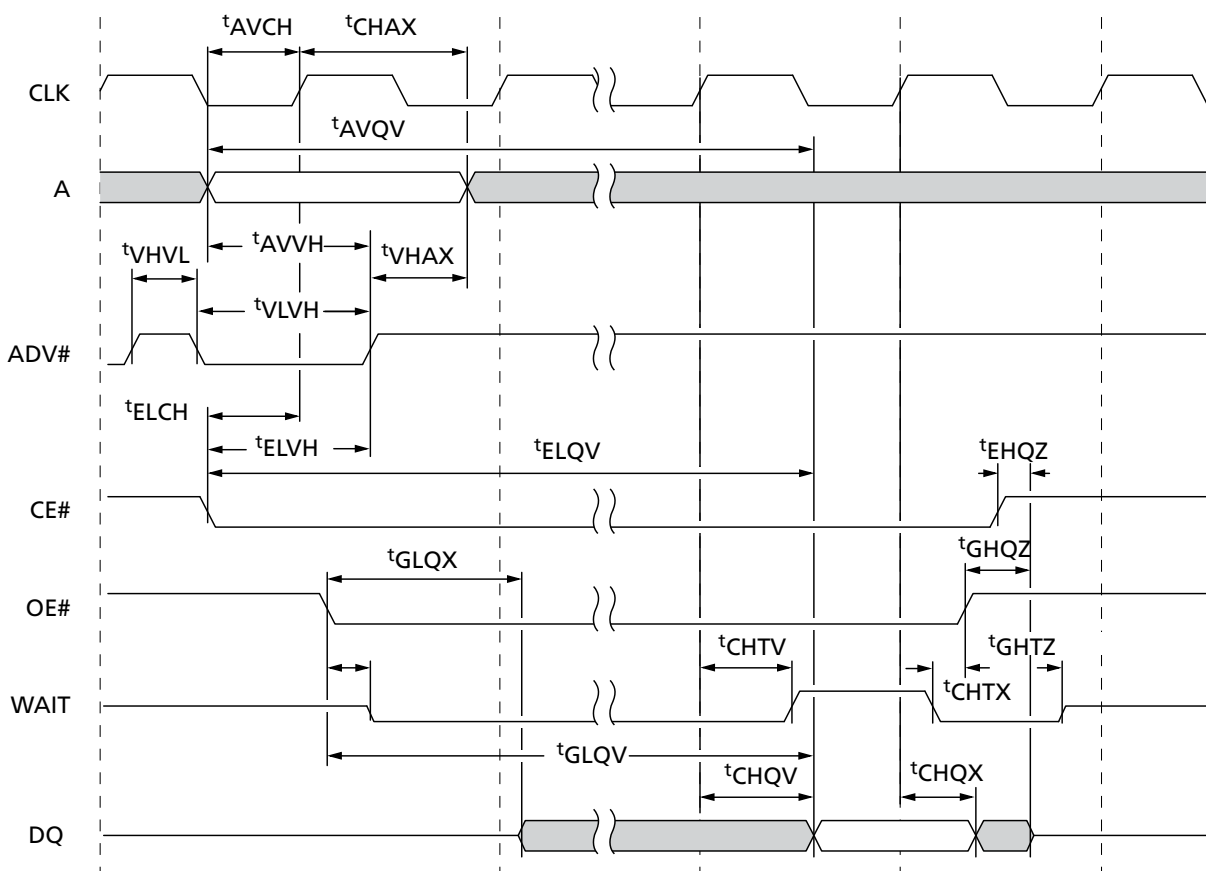 tAVCH
tCHAX
CLK
tAVQV
A
tAVVH
tVHVL
tVHAX
tVLVH
ADV#
tELCH
tELVH
tELQV
tEHQZ
CE#
tGLQX
tGHQZ
OE#
tCHTV
tGHTZ
tCHTX
WAIT
tGLQV
tCHQV
tCHQX
DQ